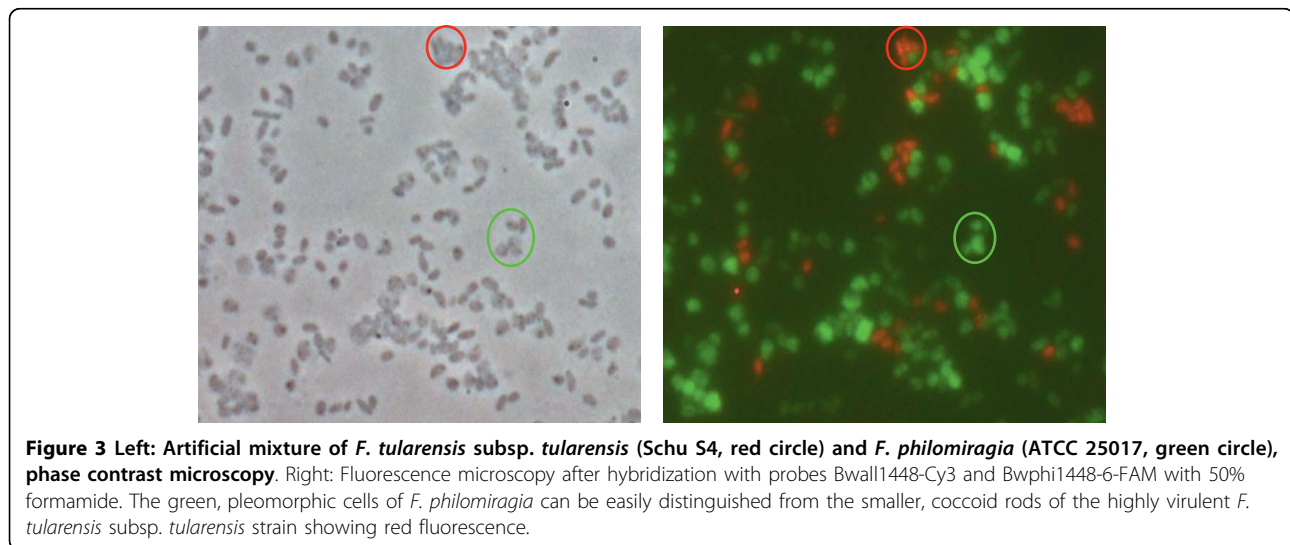 Figure 3 Left: Artificial mixture of F. tularensis subsp. tularensis (Schu S4, red circle) and F. philomiragia (ATCC 25017, green circle),
phase contrast microscopy. Right: Fluorescence microscopy after hybridization with probes Bwall1448-Cy3 and Bwphi1448-6-FAM with 50%
formamide. The green, pleomorphic cells of F. philomiragia can be easily distinguished from the smaller, coccoid rods of the highly virulent F.
tularensis subsp. tularensis strain showing red fluorescence.